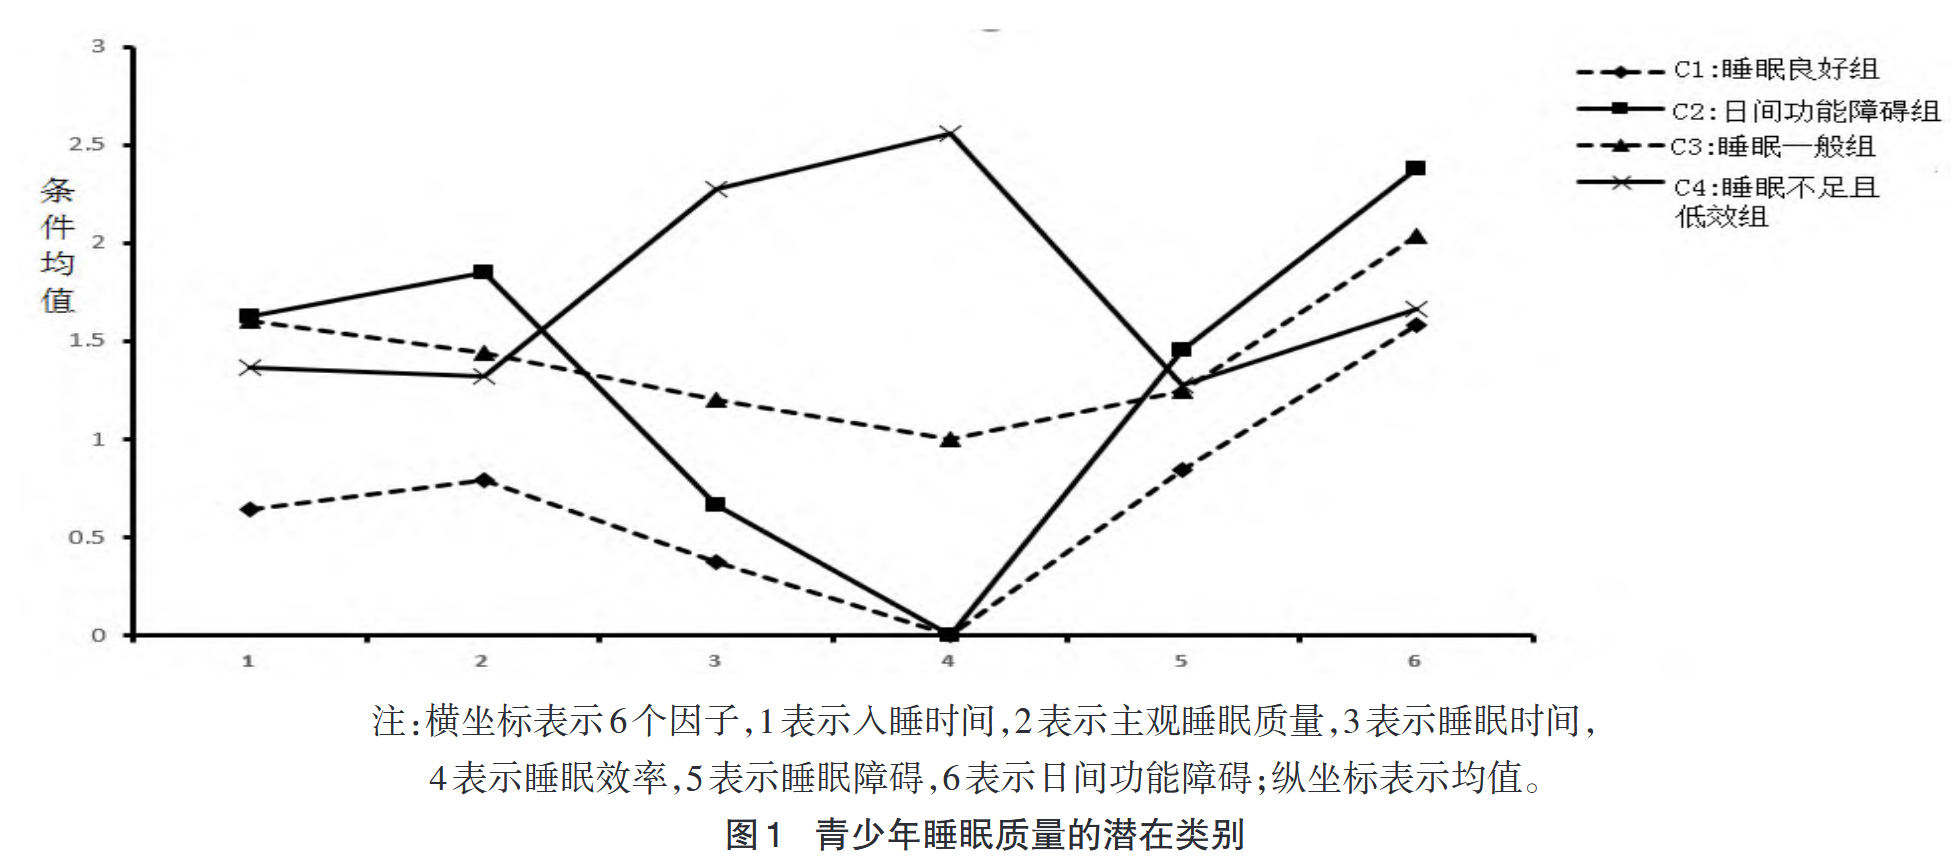 3
2.5
2
1.5
1
0.5
0
条件均值
1 2 3 4 5 6
C1:睡眠良好组
C2:日间功能障碍组
C3:睡眠一般组
C4:睡眠不足且
低效组
注:横坐标表示6个因子,1表示入睡时间,2表示主观睡眠质量,3表示睡眠时间,
4表示睡眠效率,5表示睡眠障碍,6表示日间功能障碍;纵坐标表示均值。
图1 青少年睡眠质量的潜在类别